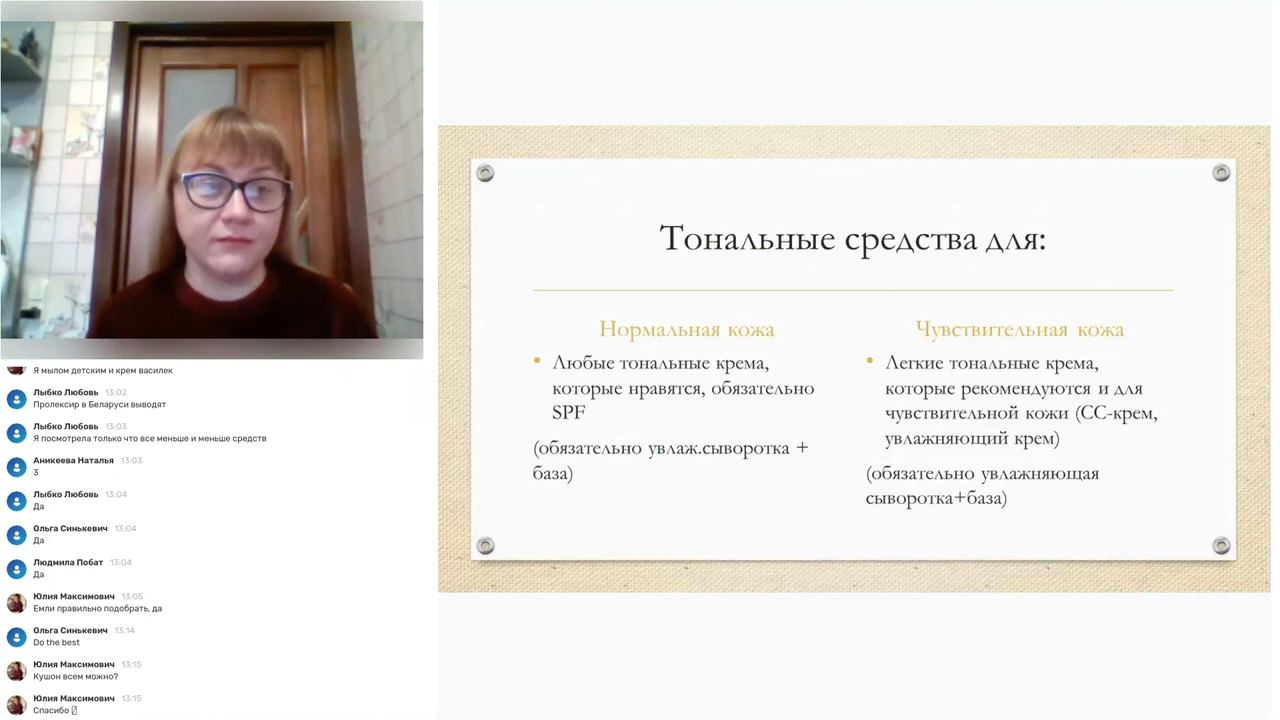 Я мылом детским и крем василек
Лыбко Любовь 13:02
Пролексир в Беларуси выводят
Лыбко Любовь 13:03
Я посмотрела только что все меньше и меньше средств
Аникеева Наталья 13:03
3
Лыбко Любовь 13:04
Да
Ольга Синькевич 13:04
Да
Людмила Побат 13:04
Да
Юлия Максимович 13:05
Емли правильно подобрать, да
Ольга Синькевич 13:14
Do the best
Юлия Максимович 13:15
Кушон всем можно?
Юлия Максимович 13:15
Спасибо
Тональные средства для:
Нормальная кожа
• Любые тональные крема,
которые нравятся, обязательно
SPF
(обязательно увлаж.сыворотка +
база)
Чувствительная кожа
• Легкие тональные крема,
которые рекомендуются и для
чувствительной кожи (СС-крем,
увлажняющий крем)
(обязательно увлажняющая
сыворотка+база)